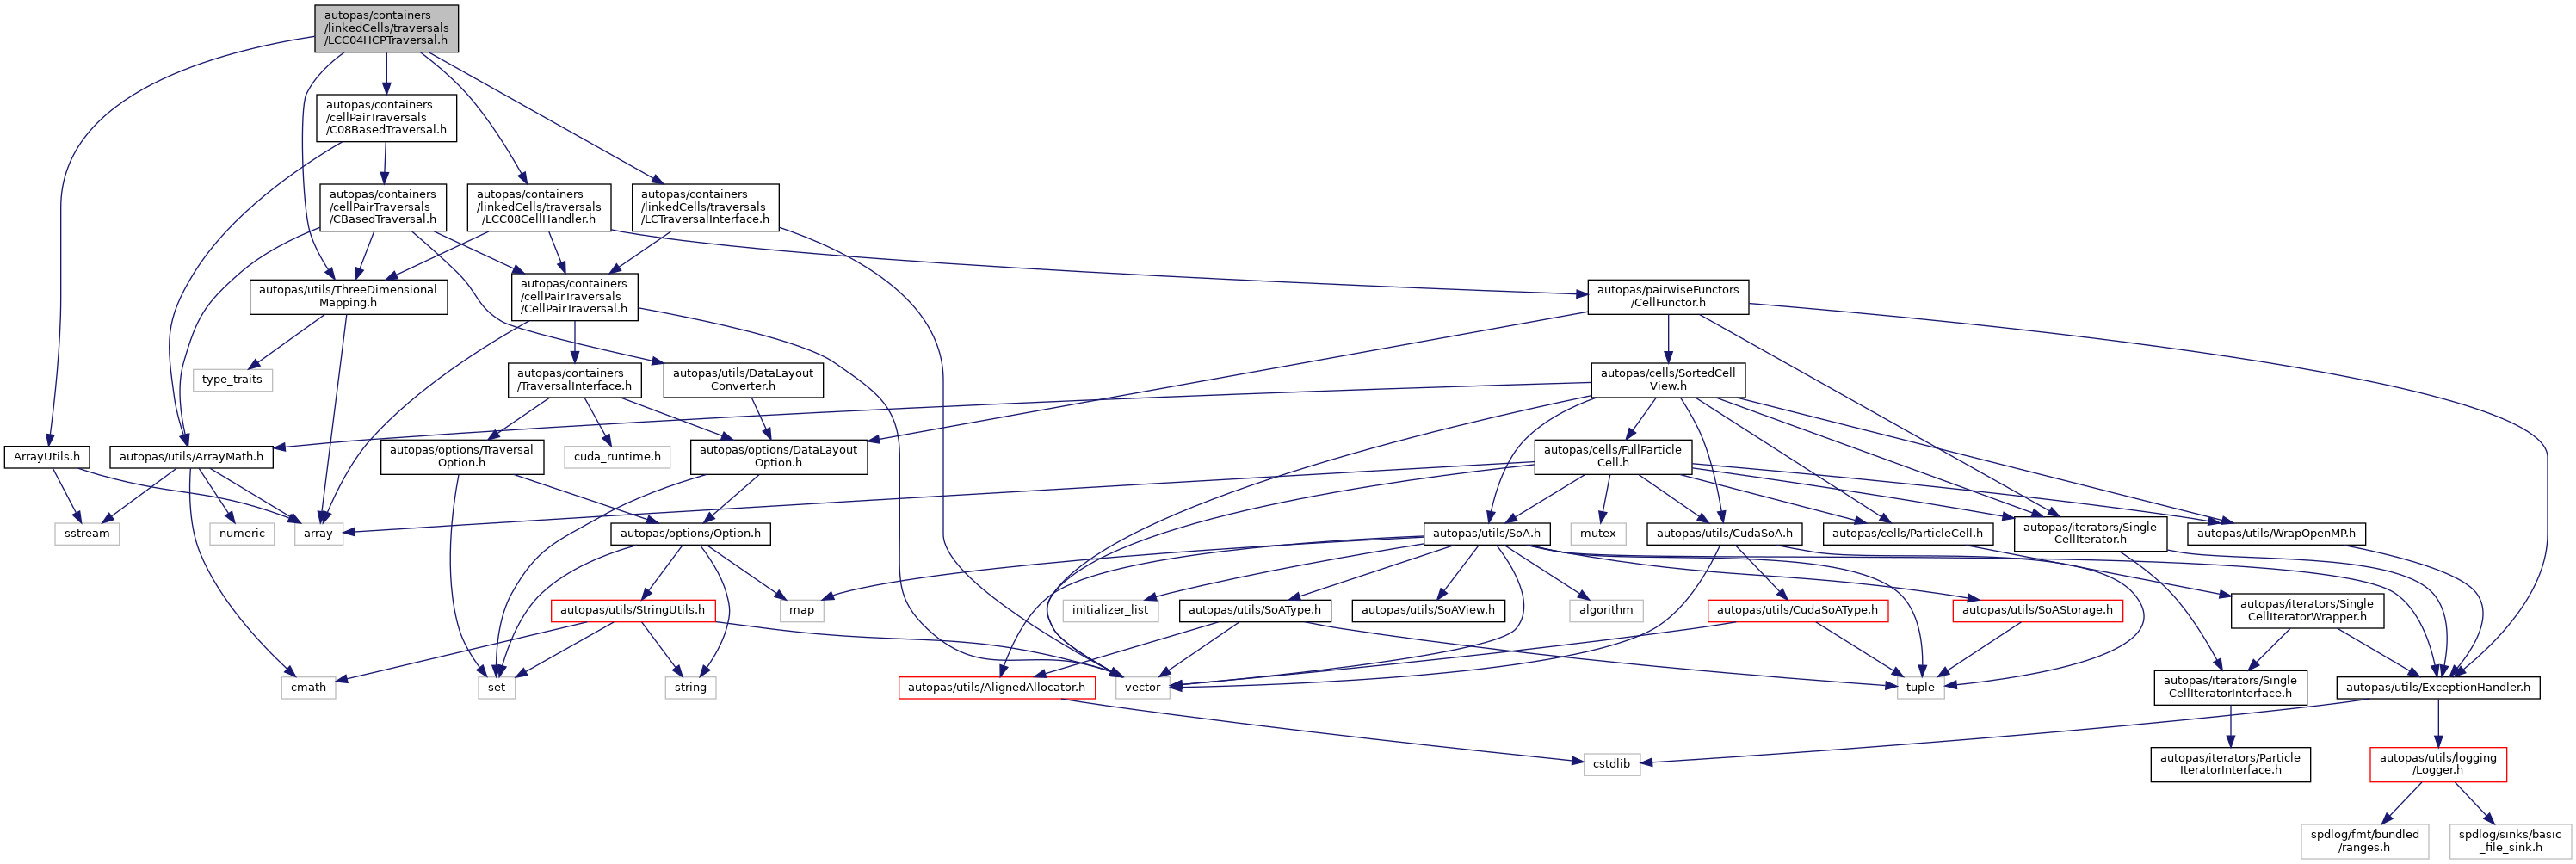 autopas/containers
/linkedCells/traversals
/LCC04HCPTraversal.h
autopas/containers
/cellPairTraversals
/C08BasedTraversal.h
autopas/containers
/cellPairTraversals
/CBasedTraversal.h
autopas/containers
/linkedCells/traversals
/LCC08CellHandler.h
autopas/containers
/linkedCells/traversals
/LCTraversalInterface.h
autopas/utils/ThreeDimensional
Mapping.h
autopas/containers
/cellPairTraversals
/CellPairTraversal.h
autopas/pairwiseFunctors
/CellFunctor.h
type_traits
autopas/containers
/TraversalInterface.h
autopas/utils/DataLayout
Converter.h
autopas/cells/SortedCell
View.h
ArrayUtils.h
autopas/utils/ArrayMath.h
autopas/options/Traversal
Option.h
cuda_runtime.h
autopas/options/DataLayout
Option.h
autopas/cells/FullParticle
Cell.h
sstream
numeric
array
autopas/options/Option.h
autopas/utils/SoA.h
mutex
autopas/utils/CudaSoA.h
autopas/cells/ParticleCell.h
autopas/iterators/Single
CellIterator.h
autopas/utils/WrapOpenMP.h
autopas/utils/StringUtils.h
map
initializer_list
autopas/utils/SoAType.h
autopas/utils/SoAView.h
algorithm
autopas/utils/CudaSoAType.h
autopas/utils/SoAStorage.h
autopas/iterators/Single
CellIteratorWrapper.h
cmath
set
string
autopas/utils/AlignedAllocator.h
vector
tuple
autopas/iterators/Single
CellIteratorInterface.h
autopas/utils/ExceptionHandler.h
cstdlib
autopas/iterators/Particle
IteratorInterface.h
autopas/utils/logging
/Logger.h
spdlog/fmt/bundled
/ranges.h
spdlog/sinks/basic
_file_sink.h